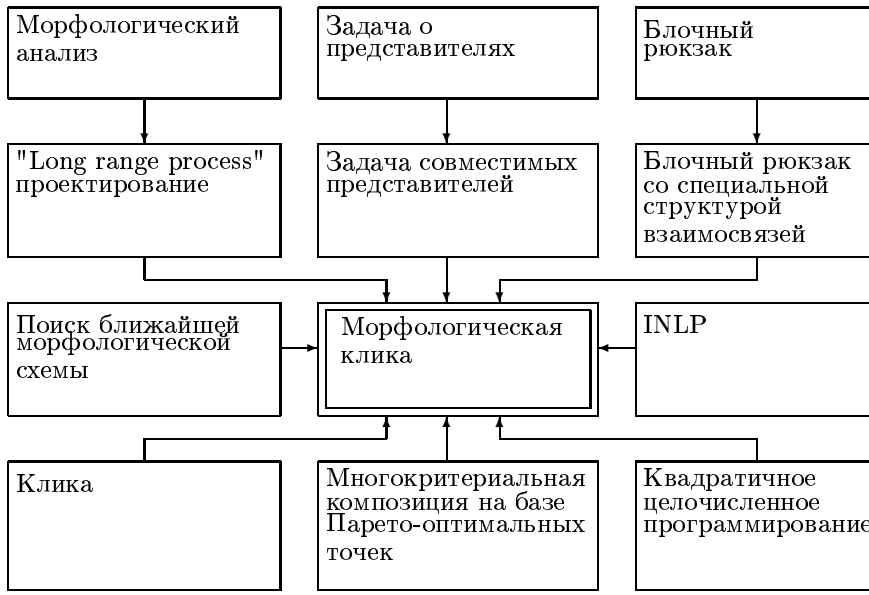 Морфологический
анализ
Задача о
представителях
Блочный
рюкзак
"Long range process"
проектирование
Задача совместимых
представителей
Блочный рюкзак
со специальной
структурой
взаимосвязей
Поиск ближайшей
морфологической
схемы
Морфологическая
клика
INLP
Клика
Многокритериальная
композиция на базе
Парето-оптимальных
точек
Квадратичное
целочисленное
программирование